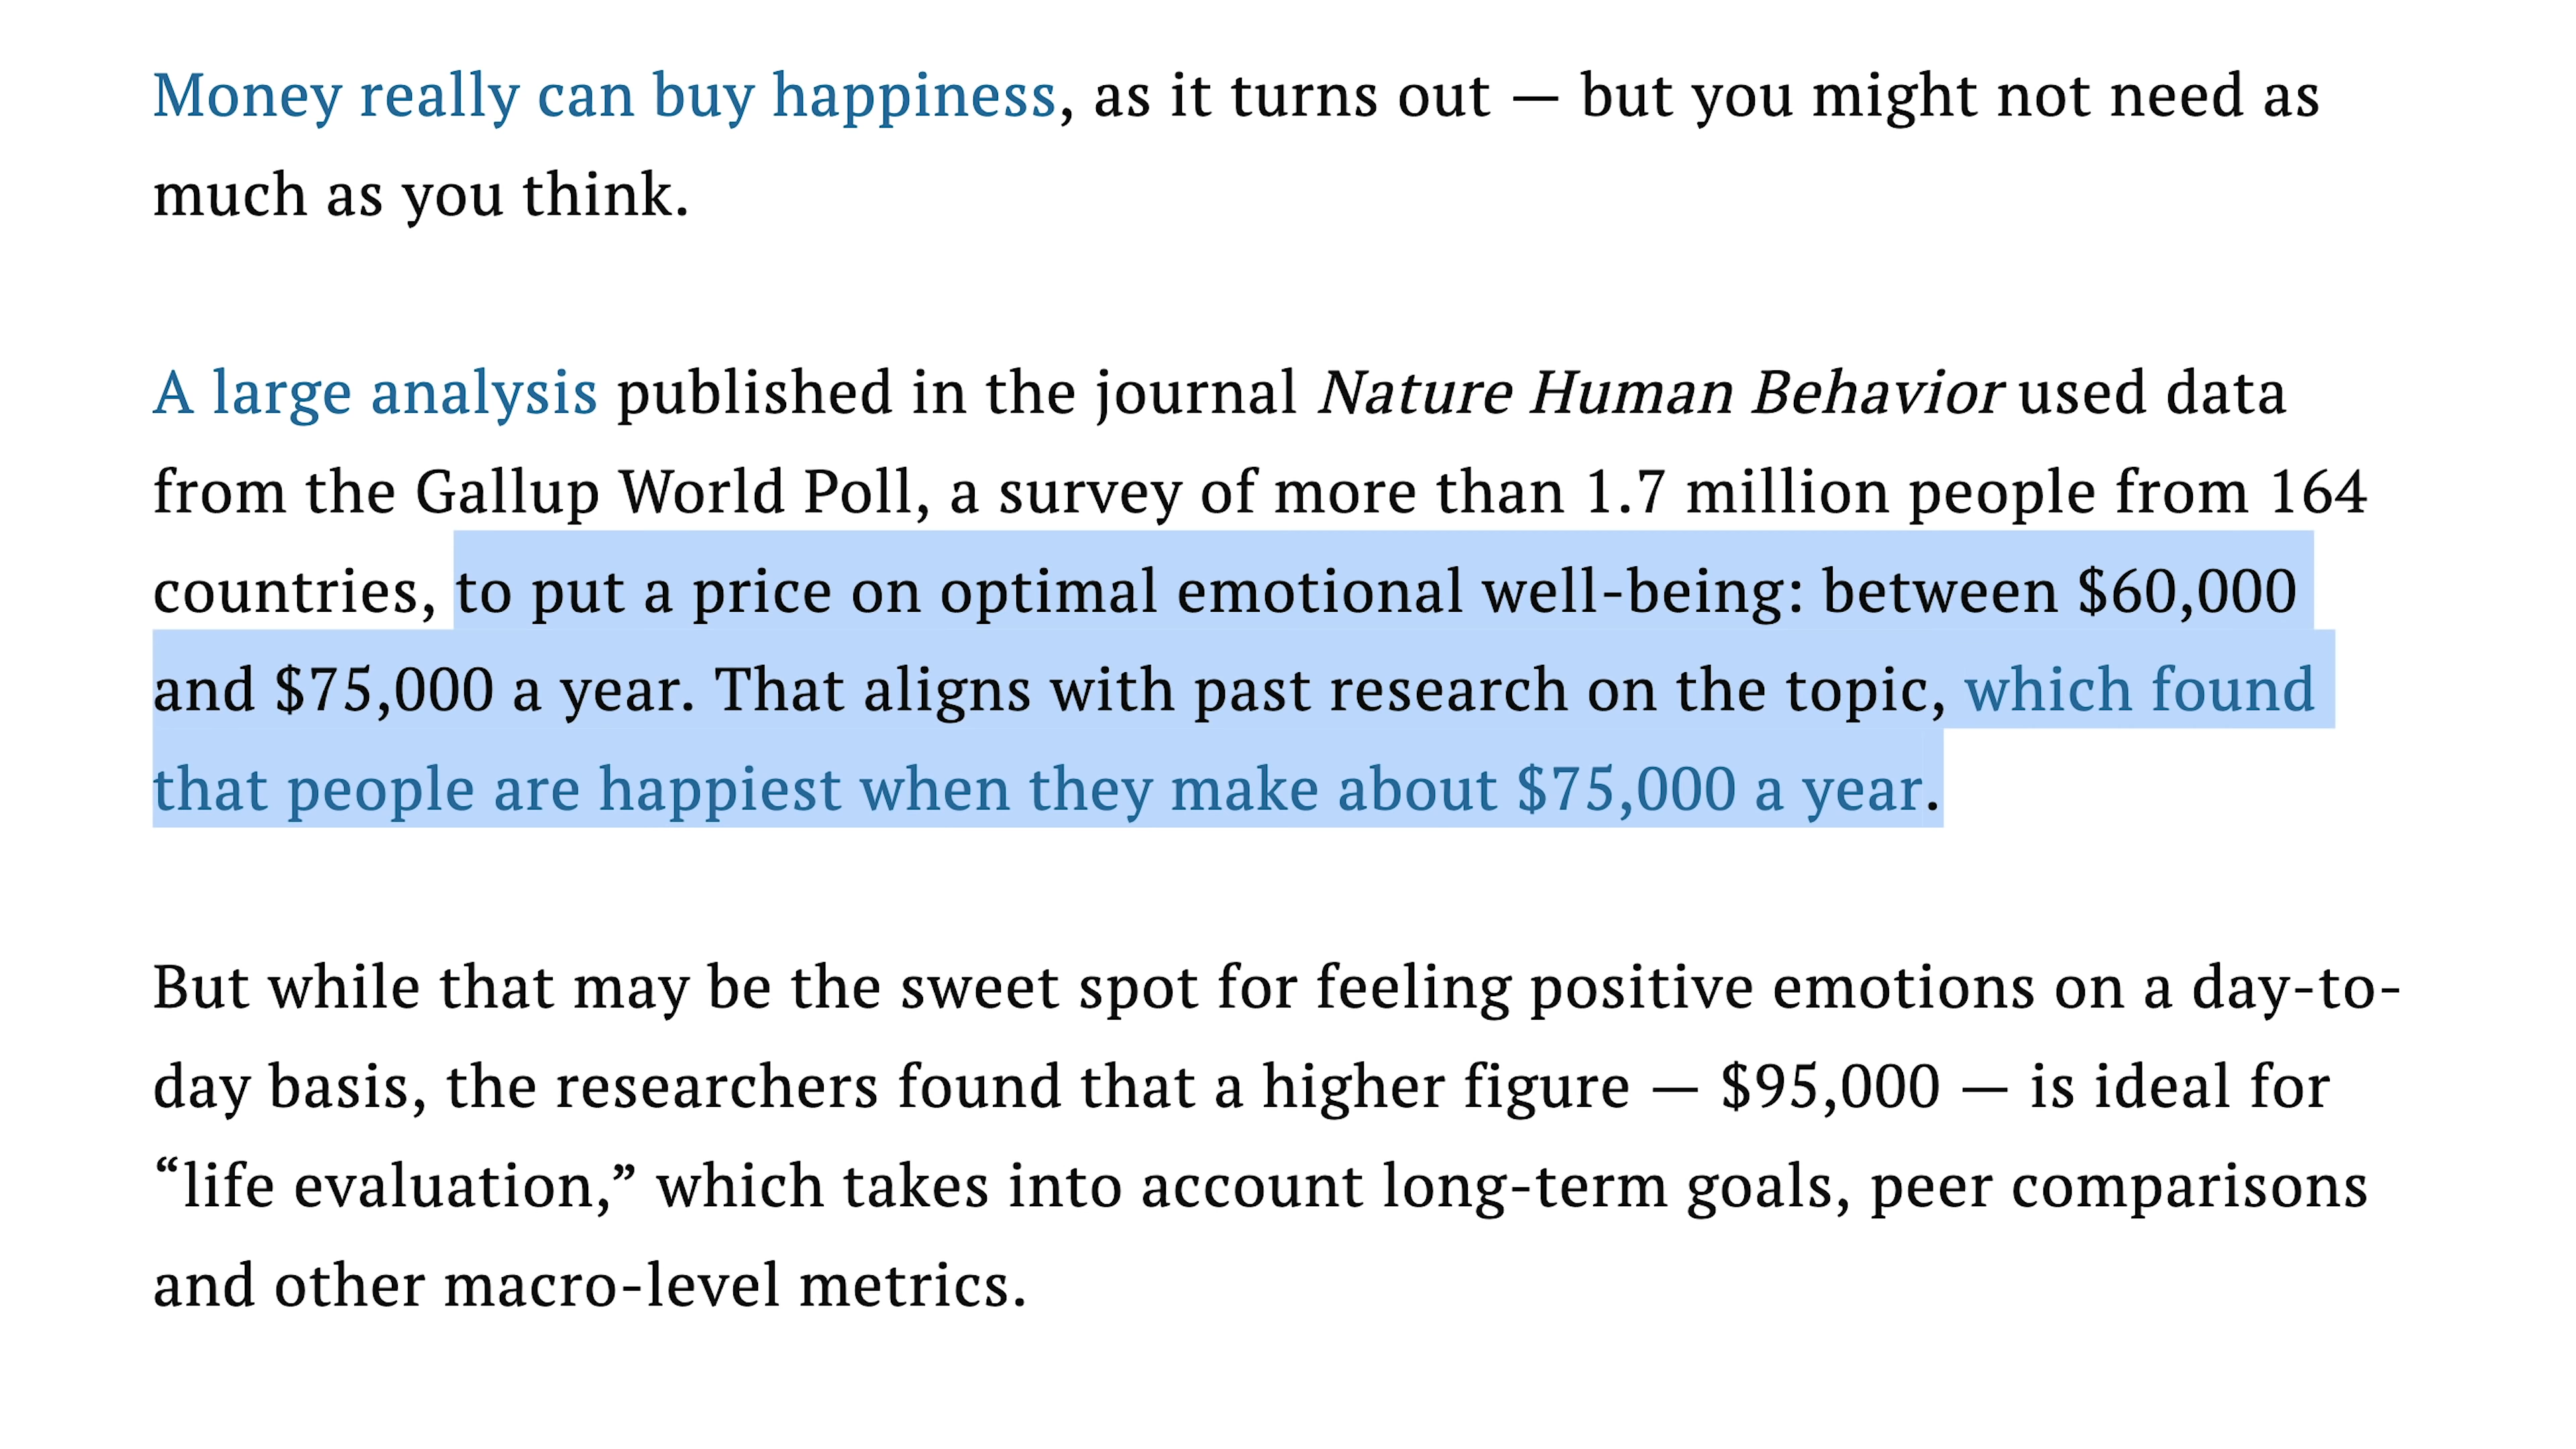 Money really can buy happiness, as it turns out — but you might not need as
much as you think.
A large analysis published in the journal Nature Human Behavior used data
from the Gallup World Poll, a survey of more than 1.7 million people from 164
countries, to put a price on optimal emotional well-being: between $60,000
and $75,000 a year. That aligns with past research on the topic, which found
that people are happiest when they make about $75,000 a year.
But while that may be the sweet spot for feeling positive emotions on a day-to-
day basis, the researchers found that a higher figure — $95,000 — is ideal for
“life evaluation,” which takes into account long-term goals, peer comparisons
and other macro-level metrics.